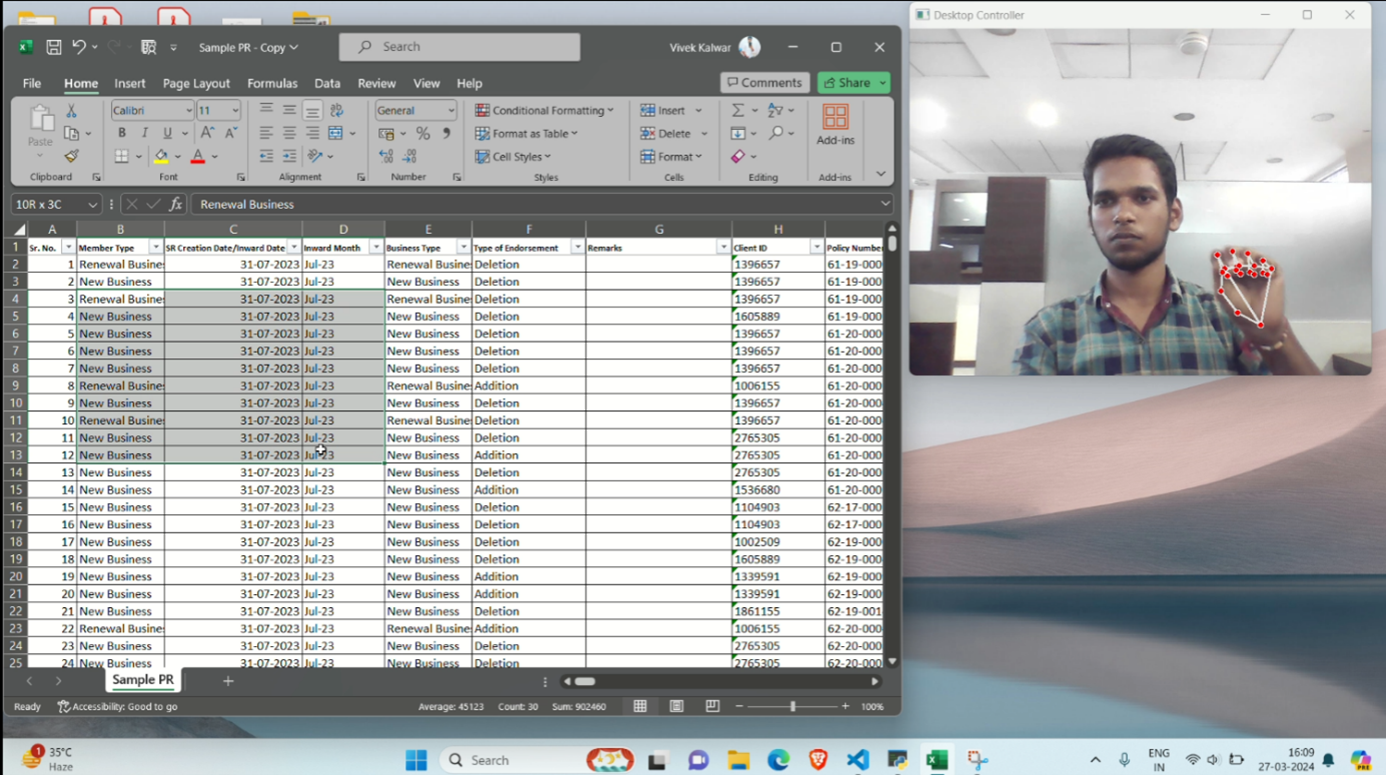 Sample PR - Copy
Search
Vivek Kalwar
File Home Insert Page Layout Formulas Data Review View Help
Comments
Share
Paste
Clipboard
Calibri 11
B I U A A
A
Font
Alignment
General
% 9
Number
Conditional Formatting
Format as Table
Cell Styles
Styles
Insert
Delete
Format
Cells
Editing
Add-ins
Add-ins
10R x 3C fx Renewal Business
A B C D E F G H
1 Sr. No. Member Type SR Creation Date/Inward Date Inward Month Business Type Type of Endorsement Remarks Client ID Policy Number
2 1 Renewal Busine 31-07-2023 Jul-23 Renewal Busine Deletion 1396657 61-19-000
3 2 New Business 31-07-2023 Jul-23 New Business Deletion 1396657 61-19-000
4 3 Renewal Busine 31-07-2023 Jul-23 Renewal Busine Deletion 1396657 61-19-000
5 4 New Business 31-07-2023 Jul-23 New Business Deletion 1605889 61-19-000
6 5 New Business 31-07-2023 Jul-23 New Business Deletion 1396657 61-20-000
7 6 New Business 31-07-2023 Jul-23 New Business Deletion 1396657 61-20-000
8 7 New Business 31-07-2023 Jul-23 New Business Deletion 1396657 61-20-000
9 8 Renewal Busine 31-07-2023 Jul-23 Renewal Busine Addition 1006155 61-20-000
10 9 New Business 31-07-2023 Jul-23 New Business Deletion 1396657 61-20-000
11 10 Renewal Busine 31-07-2023 Jul-23 Renewal Busine Deletion 1396657 61-20-000
12 11 New Business 31-07-2023 Jul-23 New Business Deletion 2765305 61-20-000
13 12 New Business 31-07-2023 Jul-23 New Business Addition 2765305 61-20-000
14 13 New Business 31-07-2023 Jul-23 New Business Deletion 2765305 61-20-000
15 14 New Business 31-07-2023 Jul-23 New Business Addition 1536680 61-20-000
16 15 New Business 31-07-2023 Jul-23 New Business Deletion 1104903 62-17-000
17 16 New Business 31-07-2023 Jul-23 New Business Deletion 1104903 62-17-000
18 17 New Business 31-07-2023 Jul-23 New Business Deletion 1002509 62-19-000
19 18 New Business 31-07-2023 Jul-23 New Business Deletion 1605889 62-19-000
20 19 New Business 31-07-2023 Jul-23 New Business Addition 1339591 62-19-000
21 20 New Business 31-07-2023 Jul-23 New Business Addition 1339591 62-19-000
22 21 New Business 31-07-2023 Jul-23 New Business Deletion 1861155 62-19-001
23 22 Renewal Busine 31-07-2023 Jul-23 Renewal Busine Addition 1006155 62-20-000
24 23 New Business 31-07-2023 Jul-23 New Business Deletion 2765305 62-20-000
25 24 New Business 31-07-2023 Jul-23 New Business Deletion 2765305 62-20-000
Sample PR
Ready Accessibility: Good to go Average: 45123 Count: 30 Sum: 902460 100%
Desktop Controller
1
35°C
Haze
Search
ENG
IN
16:09
27-03-2024
PRE